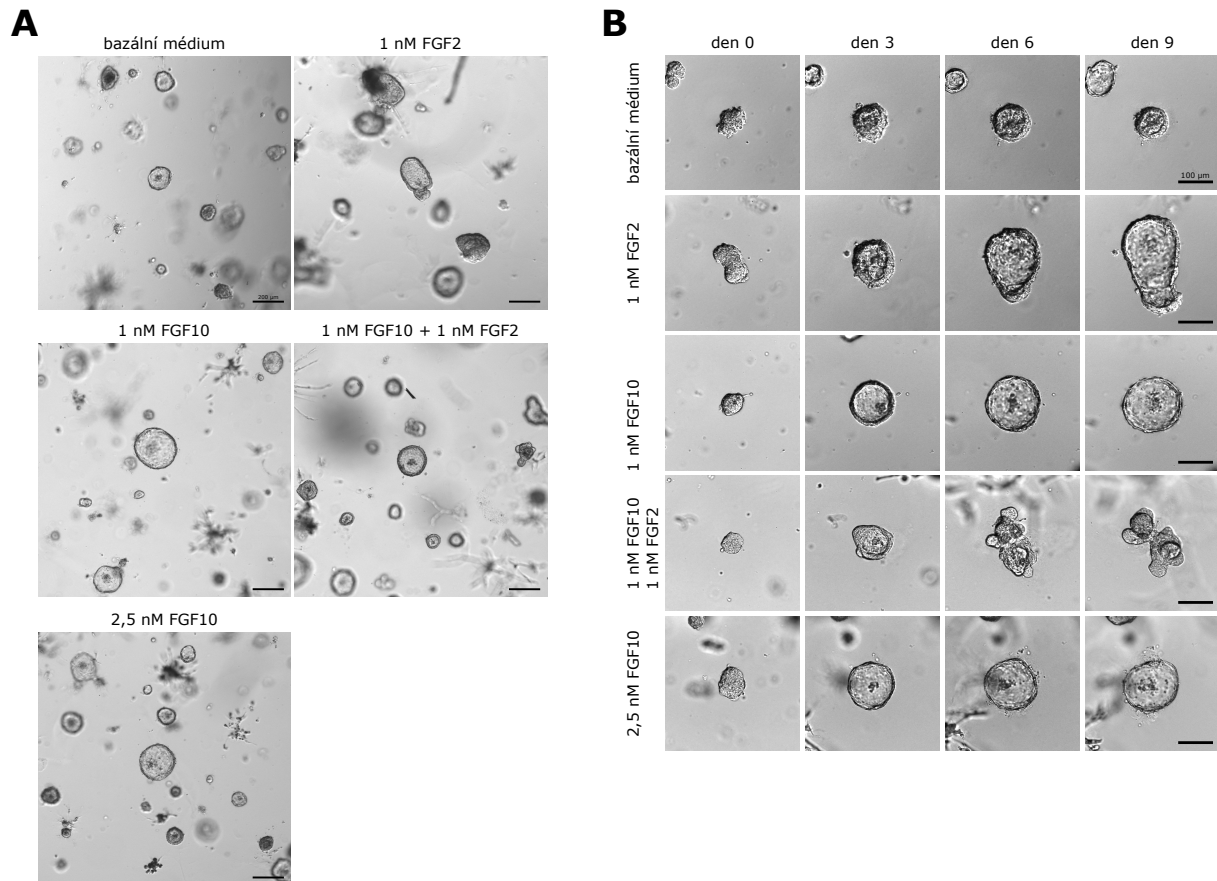 A
bazální médium
1 nM FGF2
200 µm
1 nM FGF10
1 nM FGF10 + 1 nM FGF2
2,5 nM FGF10
B
den 0
den 3
den 6
den 9
bazální médium
100 µm
1 nM FGF2
1 nM FGF10
1 nM FGF10
1 nM FGF2
2,5 nM FGF10